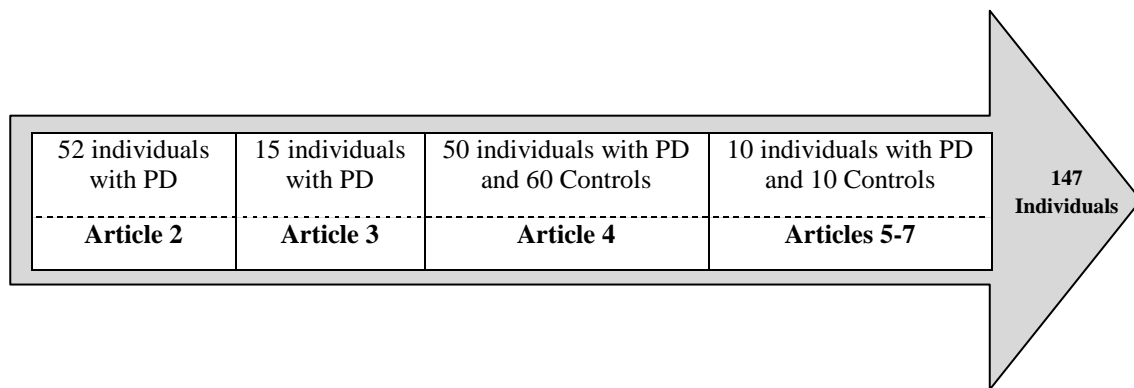 52 individuals
with PD
Article 2
15 individuals
with PD
Article 3
50 individuals with PD
and 60 Controls
Article 4
10 individuals with PD
and 10 Controls
Articles 5-7
147
Individuals